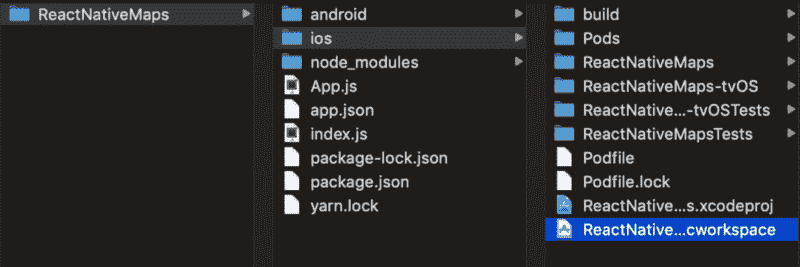 ReactNativeMaps
android
ios
node_modules
App.js
app.json
index.js
package-lock.json
package.json
yarn.lock
build
Pods
ReactNativeMaps
ReactNativeMaps-tvOS
ReactNative...-tvOSTests
ReactNativeMapsTests
Podfile
Podfile.lock
ReactNative...s.xcodeproj
ReactNative...cworkspace